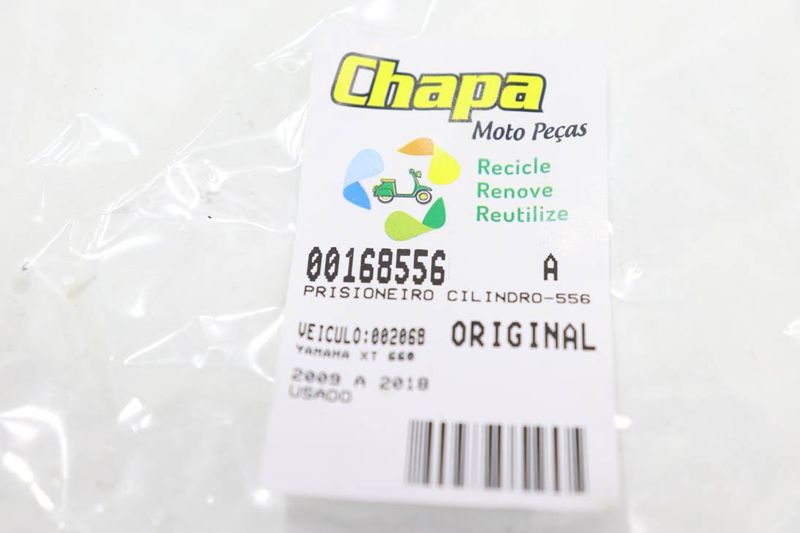 Chapa
Moto Peças
Recicle
Renove
Reutilize
00168556 A
PRISIONEIRO CILINDRO-556
VEICULO:002068 ORIGINAL
YAMAHA XT 660
2009 A 2018
USADO